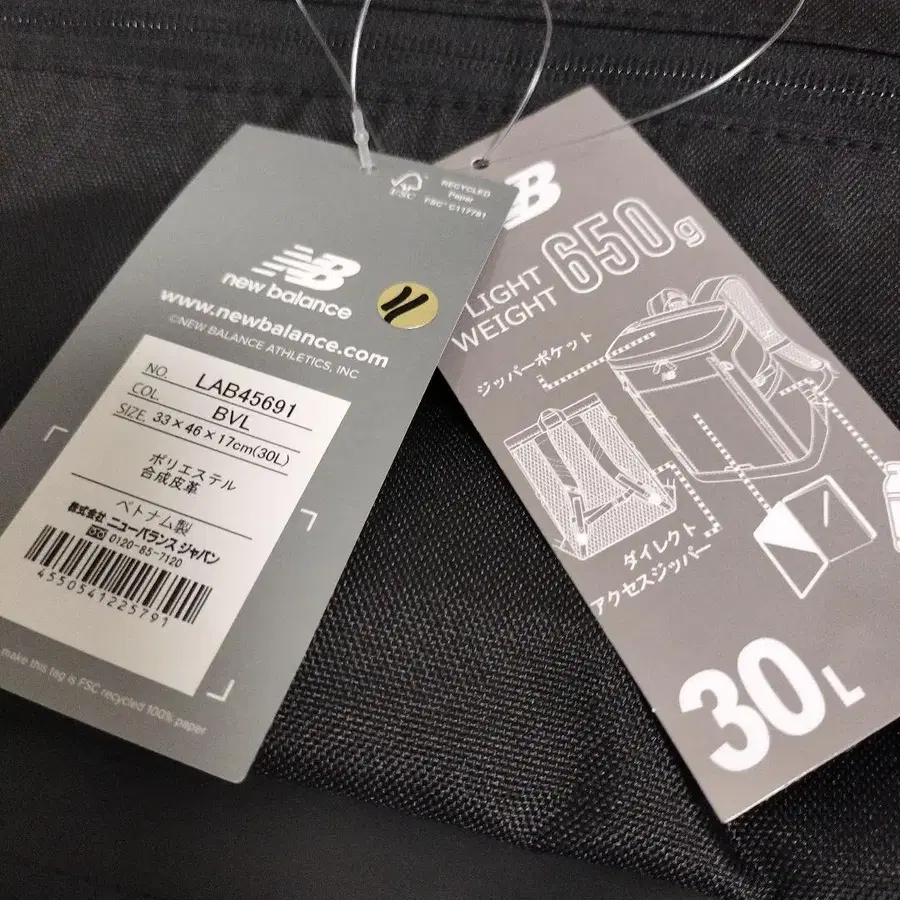 FSC
RECYCLED
Paper
FSC® C117781
NB
new balance
www.newbalance.com
©NEW BALANCE ATHLETICS, INC
NO. LAB45691
COL. BVL
SIZE. 33×46×17cm(30L)
ポリエステル
合成皮革
ベトナム製
株式会社 ニューバランス ジャパン
0120-85-7120
4550541225791
make this tag is FSC recycled 100% paper
NB
LIGHT
WEIGHT 650g
ジッパーポケット
ダイレクト
アクセスジッパー
30L